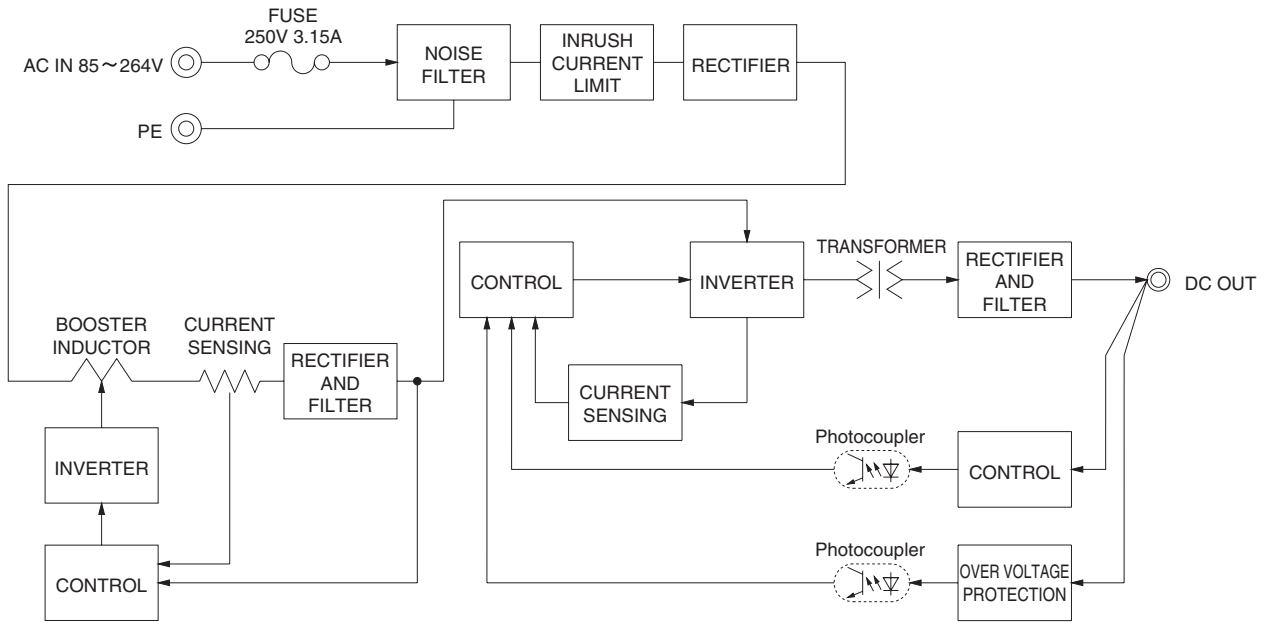 FUSE
250V 3.15A
AC IN 85～264V
NOISE
FILTER
INRUSH
CURRENT
LIMIT
RECTIFIER
PE
CONTROL
INVERTER
TRANSFORMER
RECTIFIER
AND
FILTER
DC OUT
BOOSTER
INDUCTOR
CURRENT
SENSING
RECTIFIER
AND
FILTER
CURRENT
SENSING
INVERTER
Photocoupler
CONTROL
CONTROL
Photocoupler
OVER VOLTAGE
PROTECTION